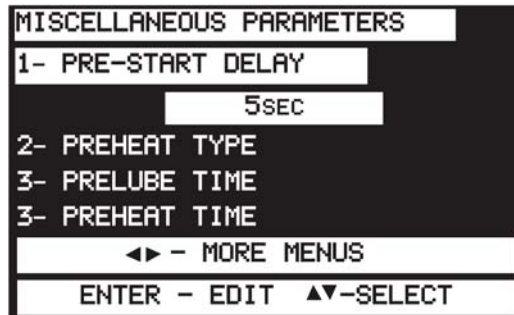 MISCELLANEOUS PARAMETERS
1- PRE-START DELAY
5SEC
2- PREHEAT TYPE
3- PRELUBE TIME
3- PREHEAT TIME
◄► - MORE MENUS
ENTER - EDIT ▲▼-SELECT